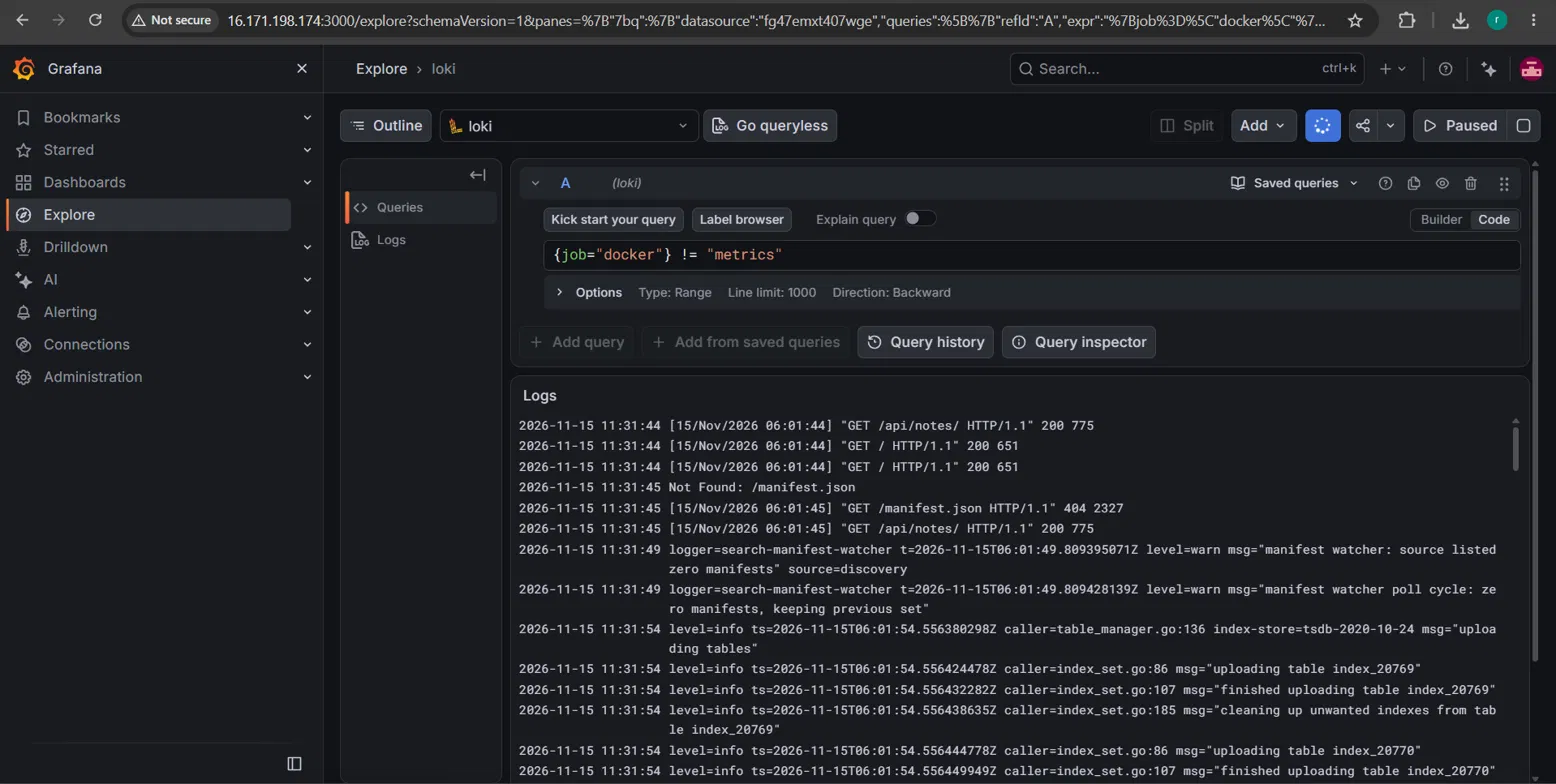 Not secure 16.171.198.174:3000/explore?schemaVersion=1&panes=%7B"7bq":%7B"datasource":"fg47emxt407wge","queries":%5B%7B"refId":"A","expr":"%7Bjob%3D%5C"docker%5C"%7...
r
Grafana
Explore › loki
Search... ctrl+k
Bookmarks
Starred
Dashboards
Explore
Drilldown
AI
Alerting
Connections
Administration
Outline
loki
Go queryless
Split
Add
Paused
Queries
Logs
A (loki)
Saved queries
Kick start your query
Label browser
Explain query
Builder
Code
{job="docker"} != "metrics"
Options Type: Range Line limit: 1000 Direction: Backward
+ Add query
+ Add from saved queries
Query history
Query inspector
Logs
2026-11-15 11:31:44 [15/Nov/2026 06:01:44] "GET /api/notes/ HTTP/1.1" 200 775
2026-11-15 11:31:44 [15/Nov/2026 06:01:44] "GET / HTTP/1.1" 200 651
2026-11-15 11:31:44 [15/Nov/2026 06:01:44] "GET / HTTP/1.1" 200 651
2026-11-15 11:31:45 Not Found: /manifest.json
2026-11-15 11:31:45 [15/Nov/2026 06:01:45] "GET /manifest.json HTTP/1.1" 404 2327
2026-11-15 11:31:45 [15/Nov/2026 06:01:45] "GET /api/notes/ HTTP/1.1" 200 775
2026-11-15 11:31:49 logger=search-manifest-watcher t=2026-11-15T06:01:49.809395071Z level=warn msg="manifest watcher: source listed
zero manifests" source=discovery
2026-11-15 11:31:49 logger=search-manifest-watcher t=2026-11-15T06:01:49.809428139Z level=warn msg="manifest watcher poll cycle: ze
ro manifests, keeping previous set"
2026-11-15 11:31:54 level=info ts=2026-11-15T06:01:54.556380298Z caller=table_manager.go:136 index-store=tsdb-2020-10-24 msg="uploa
ding tables"
2026-11-15 11:31:54 level=info ts=2026-11-15T06:01:54.556424478Z caller=index_set.go:86 msg="uploading table index_20769"
2026-11-15 11:31:54 level=info ts=2026-11-15T06:01:54.556432282Z caller=index_set.go:107 msg="finished uploading table index_20769"
2026-11-15 11:31:54 level=info ts=2026-11-15T06:01:54.556438635Z caller=index_set.go:185 msg="cleaning up unwanted indexes from tab
le index_20769"
2026-11-15 11:31:54 level=info ts=2026-11-15T06:01:54.556444778Z caller=index_set.go:86 msg="uploading table index_20770"
2026-11-15 11:31:54 level=info ts=2026-11-15T06:01:54.556449949Z caller=index_set.go:107 msg="finished uploading table index_20770"